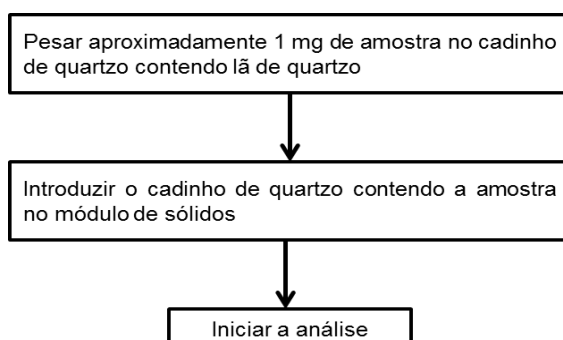 Pesar aproximadamente 1 mg de amostra no cadinho
de quartzo contendo lã de quartzo
Introduzir o cadinho de quartzo contendo a amostra
no módulo de sólidos
Iniciar a análise